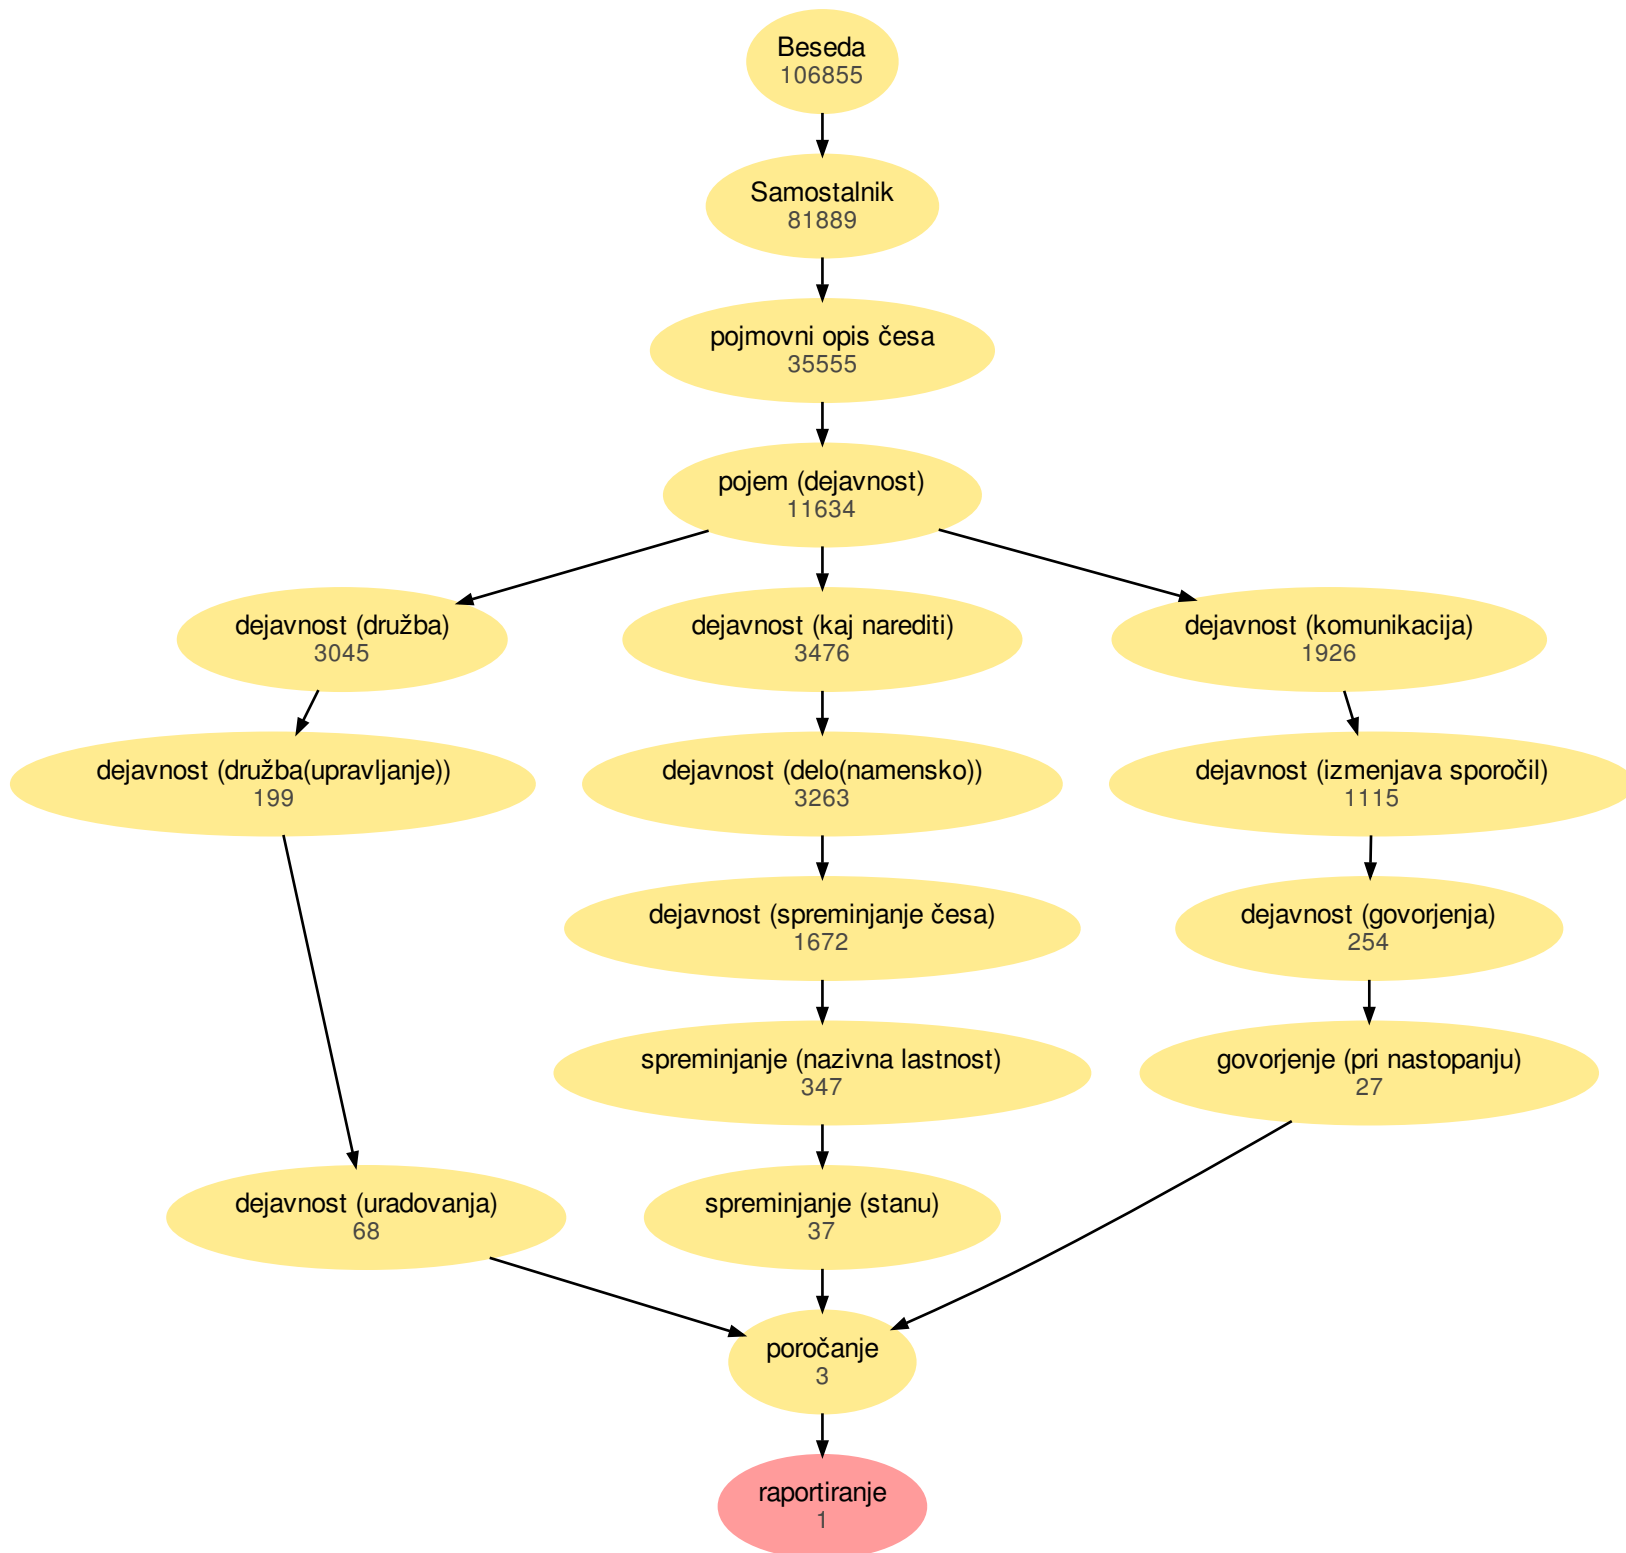 Beseda
106855
Samostalnik
81889
pojmovni opis česa
35555
pojem (dejavnost)
11634
dejavnost (družba)
3045
dejavnost (kaj narediti)
3476
dejavnost (komunikacija)
1926
dejavnost (družba(upravljanje))
199
dejavnost (delo(namensko))
3263
dejavnost (izmenjava sporočil)
1115
dejavnost (spreminjanje česa)
1672
dejavnost (govorjenja)
254
spreminjanje (nazivna lastnost)
347
govorjenje (pri nastopanju)
27
dejavnost (uradovanja)
68
spreminjanje (stanu)
37
poročanje
3
raportiranje
1